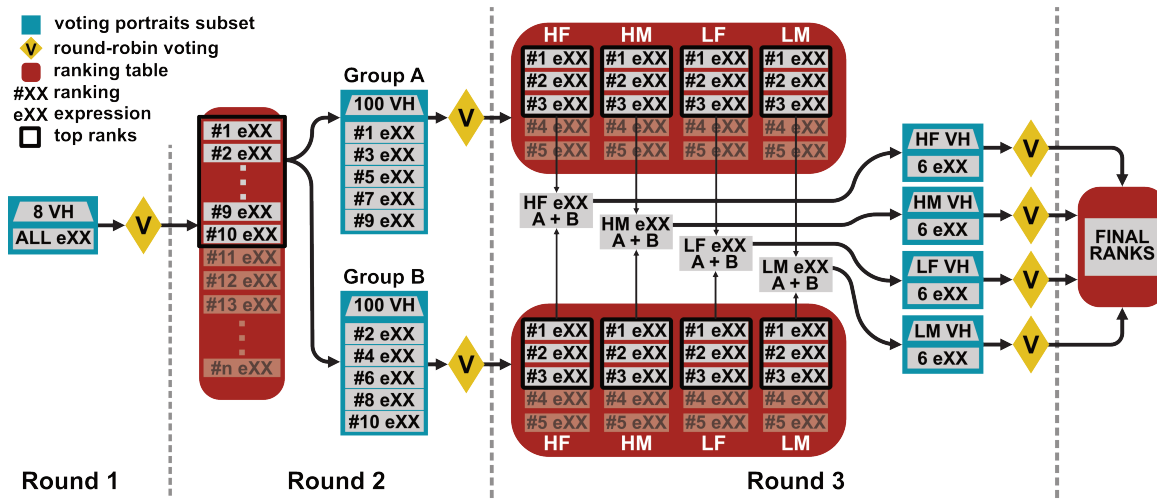 voting portraits subset
V round-robin voting
ranking table
#XX ranking
eXX expression
top ranks
8 VH
ALL eXX
V
#1 eXX
#2 eXX
#9 eXX
#10 eXX
#11 eXX
#12 eXX
#13 eXX
#n eXX
Group A
100 VH
#1 eXX
#3 eXX
#5 eXX
#7 eXX
#9 eXX
V
Group B
100 VH
#2 eXX
#4 eXX
#6 eXX
#8 eXX
#10 eXX
V
HF HM LF LM
#1 eXX #1 eXX #1 eXX #1 eXX
#2 eXX #2 eXX #2 eXX #2 eXX
#3 eXX #3 eXX #3 eXX #3 eXX
#4 eXX #4 eXX #4 eXX #4 eXX
#5 eXX #5 eXX #5 eXX #5 eXX
HF eXX
A + B
HM eXX
A + B
LF eXX
A + B
LM eXX
A + B
#1 eXX #1 eXX #1 eXX #1 eXX
#2 eXX #2 eXX #2 eXX #2 eXX
#3 eXX #3 eXX #3 eXX #3 eXX
#4 eXX #4 eXX #4 eXX #4 eXX
#5 eXX #5 eXX #5 eXX #5 eXX
HF HM LF LM
HF VH
6 eXX
V
HM VH
6 eXX
V
LF VH
6 eXX
V
LM VH
6 eXX
V
FINAL
RANKS
Round 1
Round 2
Round 3